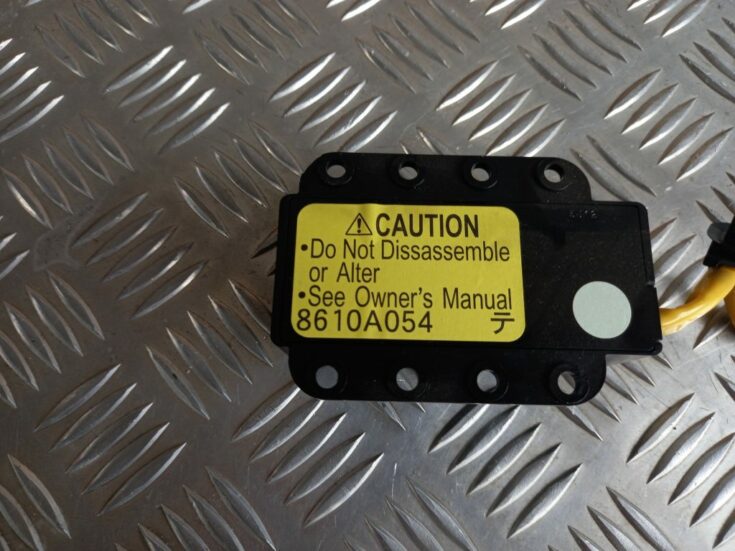 ⚠CAUTION
•Do Not Dissassemble
or Alter
•See Owner's Manual
8610A054 テ